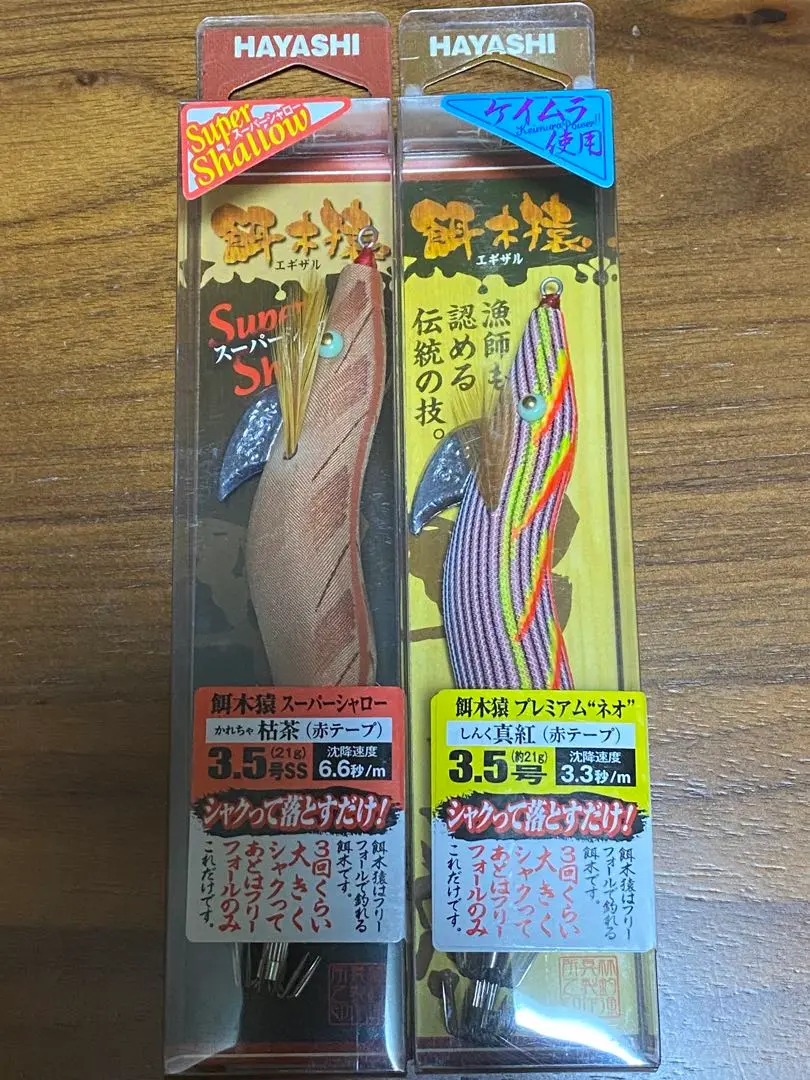 HAYASHI
Super
スーパーシャロー
Shallow
餌木猿
エギザル
Supe
スーパーシ
Sh
餌木猿 スーパーシャロー
かれちゃ 枯茶(赤テープ)
3.5号SS (21g) 沈降速度 6.6秒/m
シャクって落とすだけ!
餌木猿はフリー
フォールで釣れる
餌木です。
3回くらい
大きく
シャクって
あとはフリー
フォールのみ
これだけです。
HAYASHI
ケイムラ
Keimura Power!!
使用
餌木猿
エギザル
漁師も
認める
伝統の技。
餌木猿 プレミアム“ネオ”
しんく 真紅(赤テープ)
3.5号 (約21g) 沈降速度 3.3秒/m
シャクって落とすだけ!
餌木猿はフリー
フォールで釣れる
餌木です。
3回くらい
大きく
シャクって
あとはフリー
フォールのみ
これだけです。